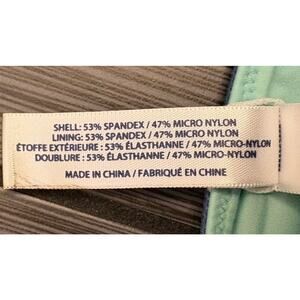 SHELL: 53% SPANDEX / 47% MICRO NYLON
LINING: 53% SPANDEX / 47% MICRO NYLON
ÉTOFFE EXTÉRIEURE : 53% ÉLASTHANNE / 47% MICRO-NYLON
DOUBLURE : 53% ÉLASTHANNE / 47% MICRO-NYLON
MADE IN CHINA / FABRIQUÉ EN CHINE